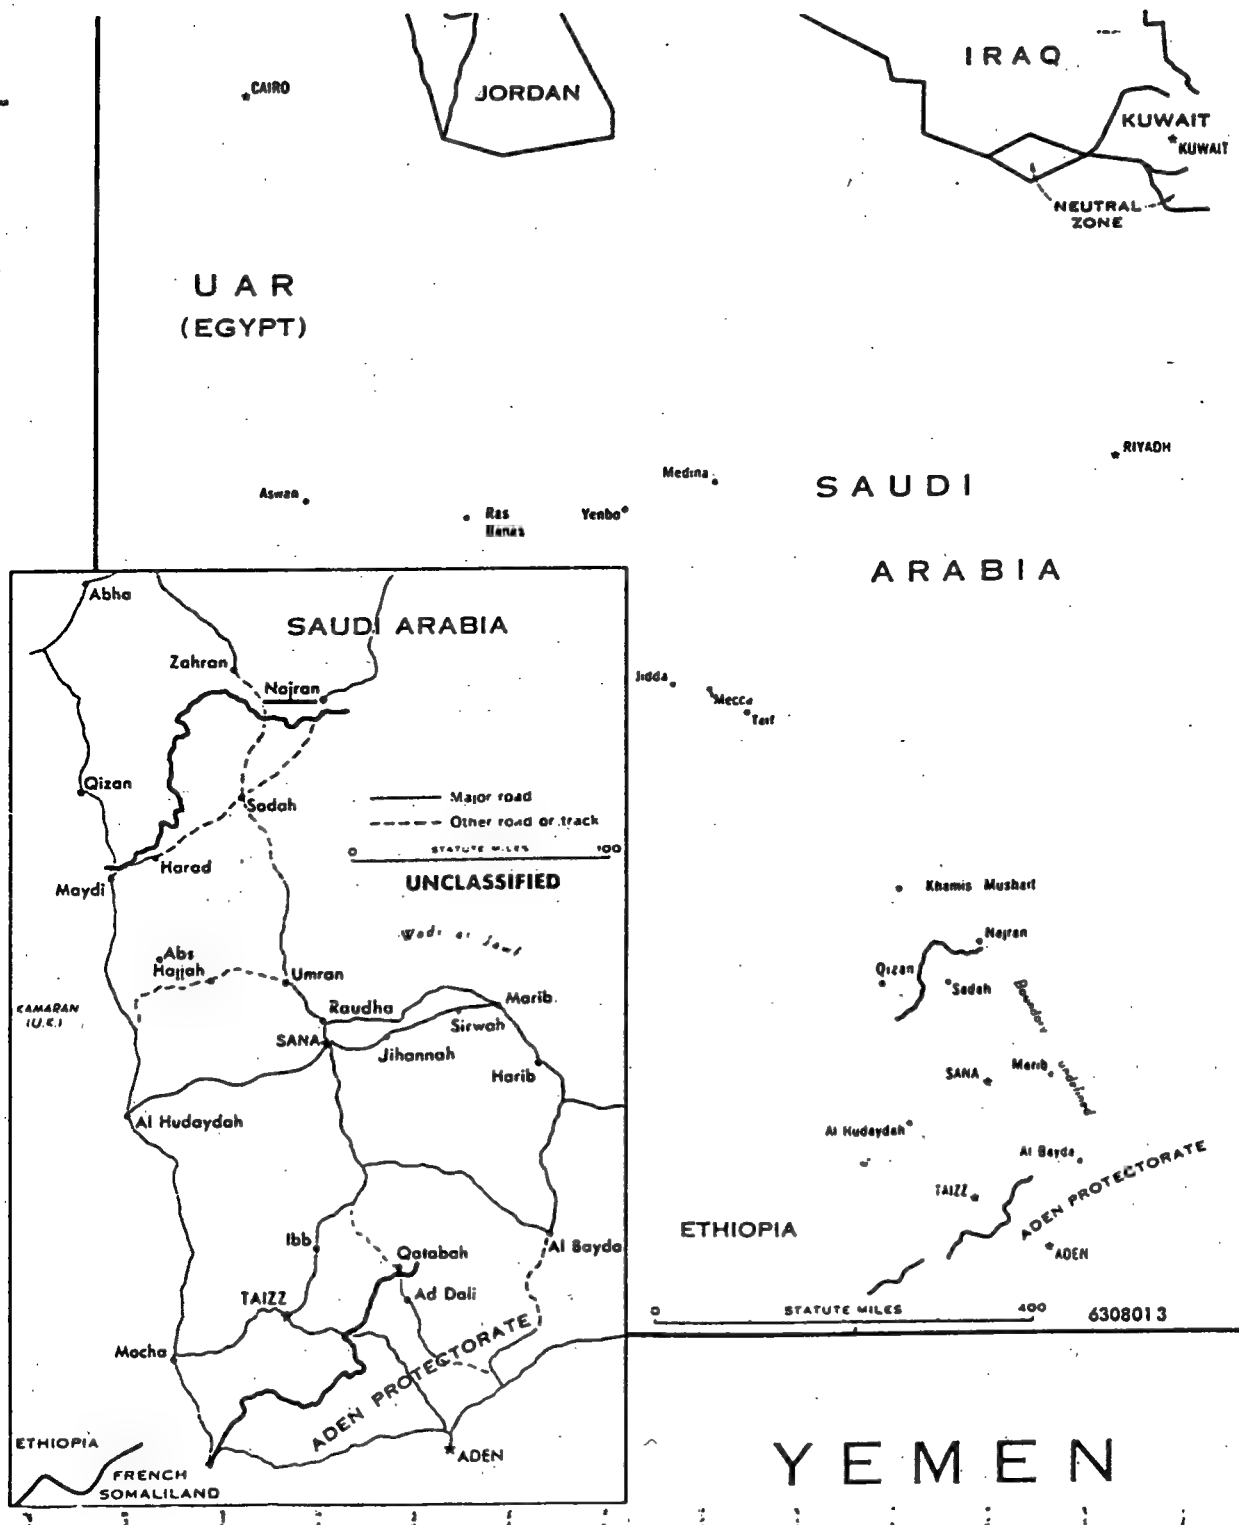 IRAQ
CAIRO
JORDAN
KUWAIT
KUWAIT
NEUTRAL
ZONE
UAR
(EGYPT)
RIYADH
Medina
SAUDI
Aswan
Ras
Banas
Yenbo
ARABIA
Abha
SAUDI ARABIA
Zahran
Najran
Jidda
Mecca
Taif
Qizan
Sadah
Major road
Other road or track
0 STATUTE MILES 100
Harad
UNCLASSIFIED
Maydi
Khamis Mushait
Wadi al Jawf
Najran
Abs
Hajjah
Umran
Qizan
Sadah
Boundary
undefined
KAMARAN
(U.K.)
Raudha
Marib
Sirwah
SANA
Jihannah
Harib
SANA
Marib
Al Hudaydah
Al Hudaydah
Al Bayda
TAIZZ
ADEN PROTECTORATE
ETHIOPIA
ADEN
Ibb
Qatabah
Al Bayda
TAIZZ
Ad Dali
0 STATUTE MILES 400
6308013
Mocha
ADEN PROTECTORATE
ETHIOPIA
FRENCH
SOMALILAND
ADEN
YEMEN